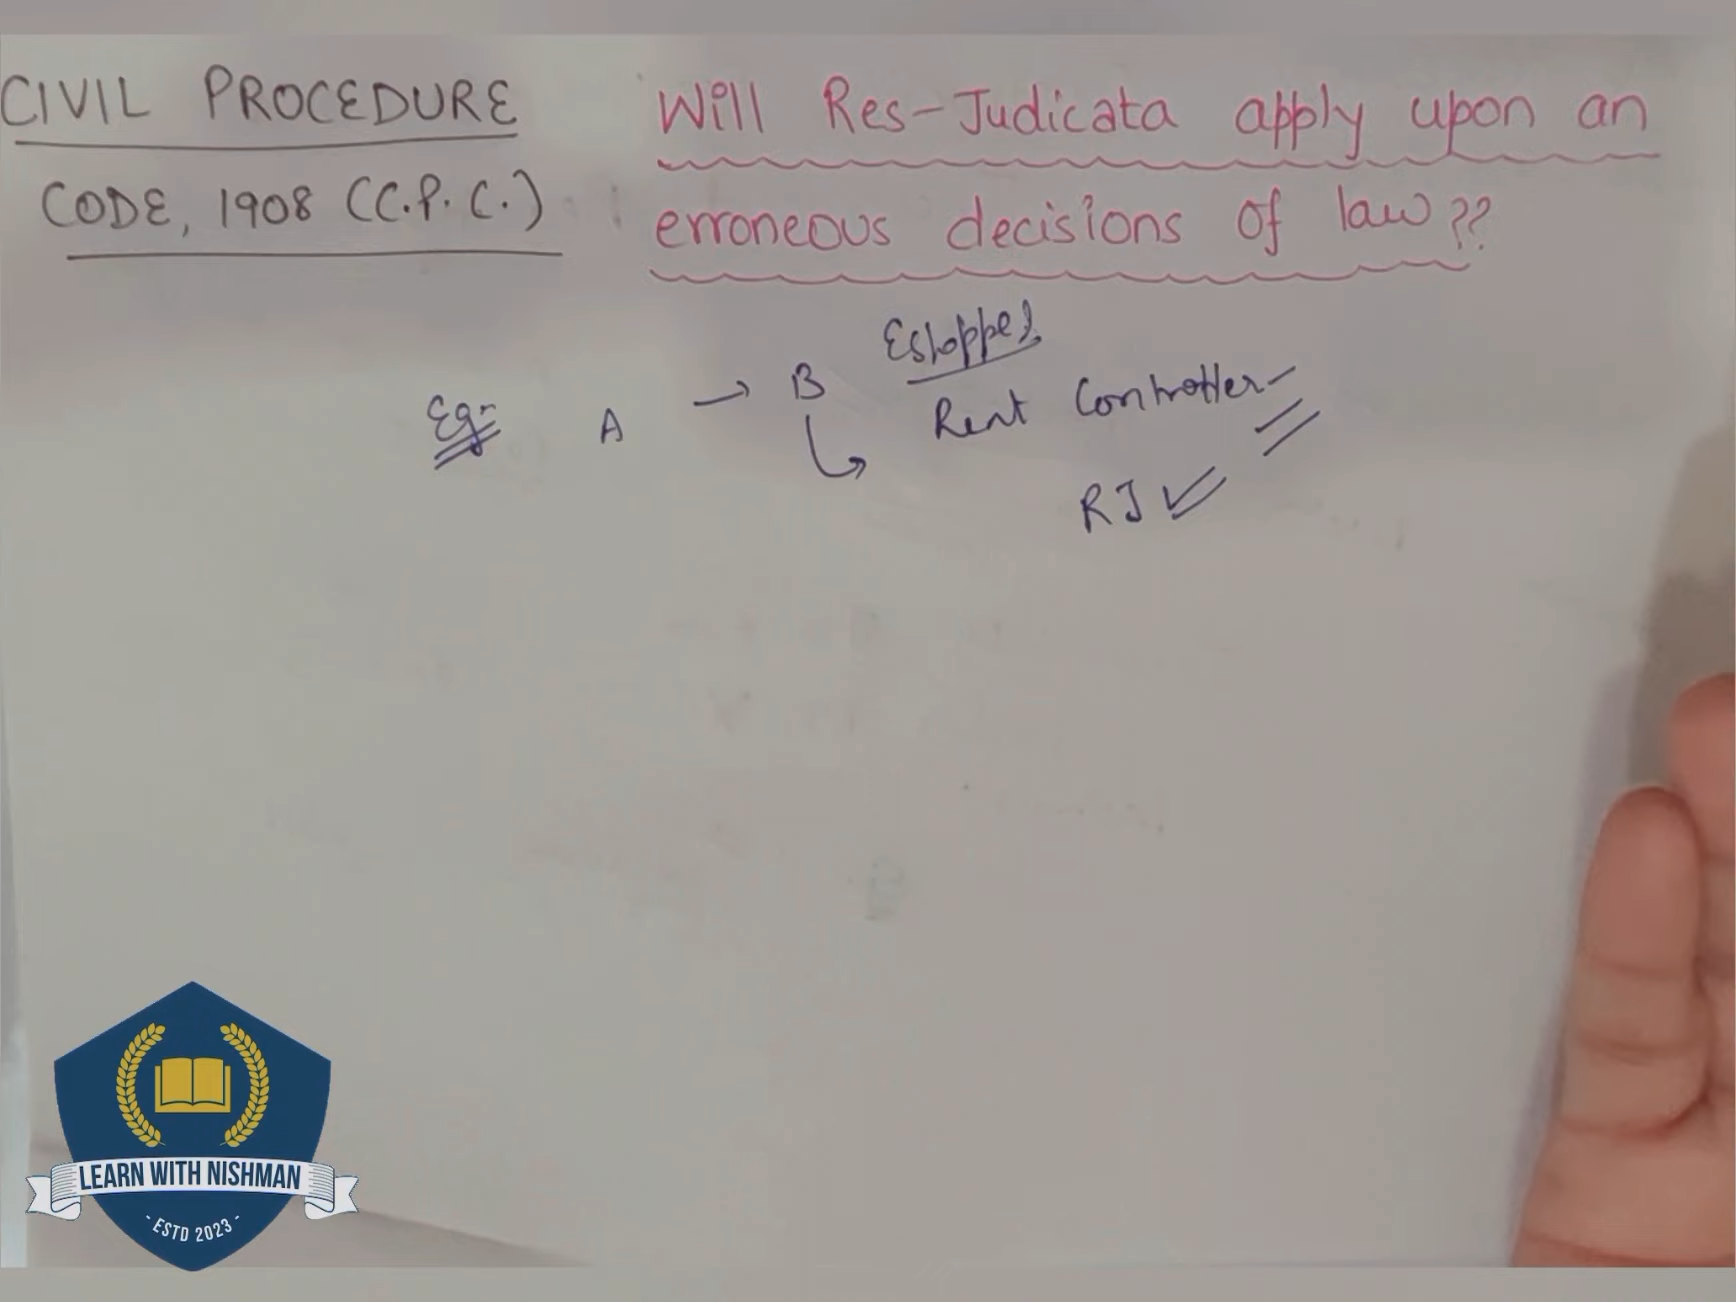 CIVIL PROCEDURE
CODE, 1908 (C.P.C.)
Will Res-Judicata apply upon an
erroneous decisions of law??
Eg:- A → B
Estoppel
Rent Controller-
RJ ✓
LEARN WITH NISHMAN
- ESTD 2023 -